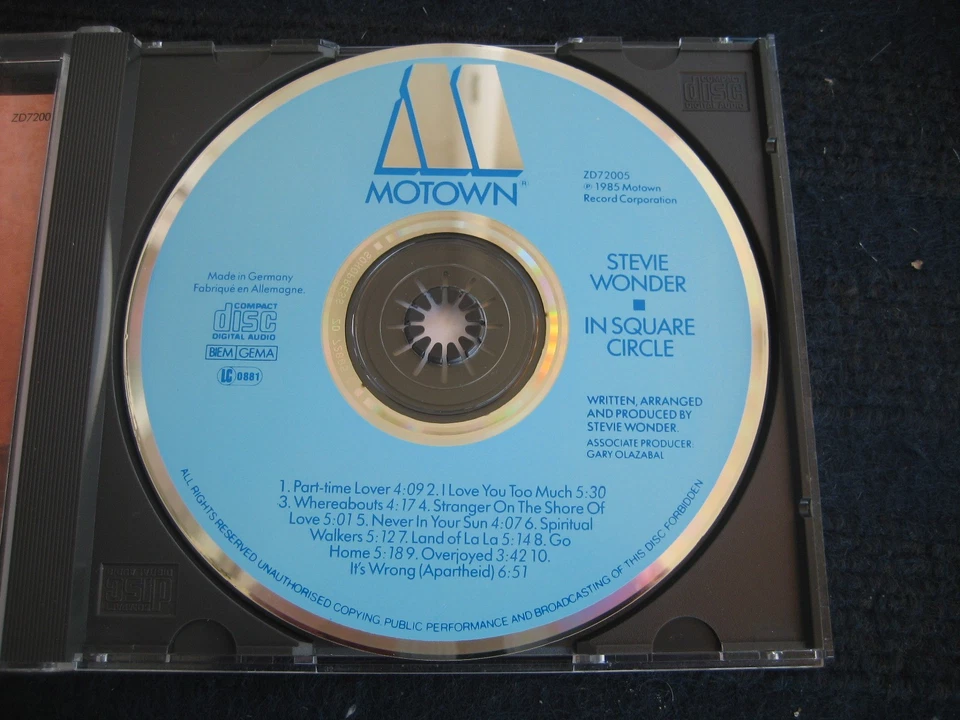 ZD7200
COMPACT
disc
DIGITAL AUDIO
MOTOWN®
ZD72005
℗ 1985 Motown
Record Corporation
Made in Germany
Fabriqué en Allemagne.
COMPACT
disc
DIGITAL AUDIO
BIEM GEMA
LC 0881
STEVIE
WONDER
IN SQUARE
CIRCLE
WRITTEN, ARRANGED
AND PRODUCED BY
STEVIE WONDER.
ASSOCIATE PRODUCER:
GARY OLAZABAL
1. Part-time Lover 4:09 2. I Love You Too Much 5:30
3. Whereabouts 4:17 4. Stranger On The Shore Of
Love 5:01 5. Never In Your Sun 4:07 6. Spiritual
Walkers 5:12 7. Land of La La 5:14 8. Go
Home 5:18 9. Overjoyed 3:42 10.
It's Wrong (Apartheid) 6:51
ALL RIGHTS RESERVED UNAUTHORISED COPYING, PUBLIC PERFORMANCE AND BROADCASTING OF THIS DISC FORBIDDEN